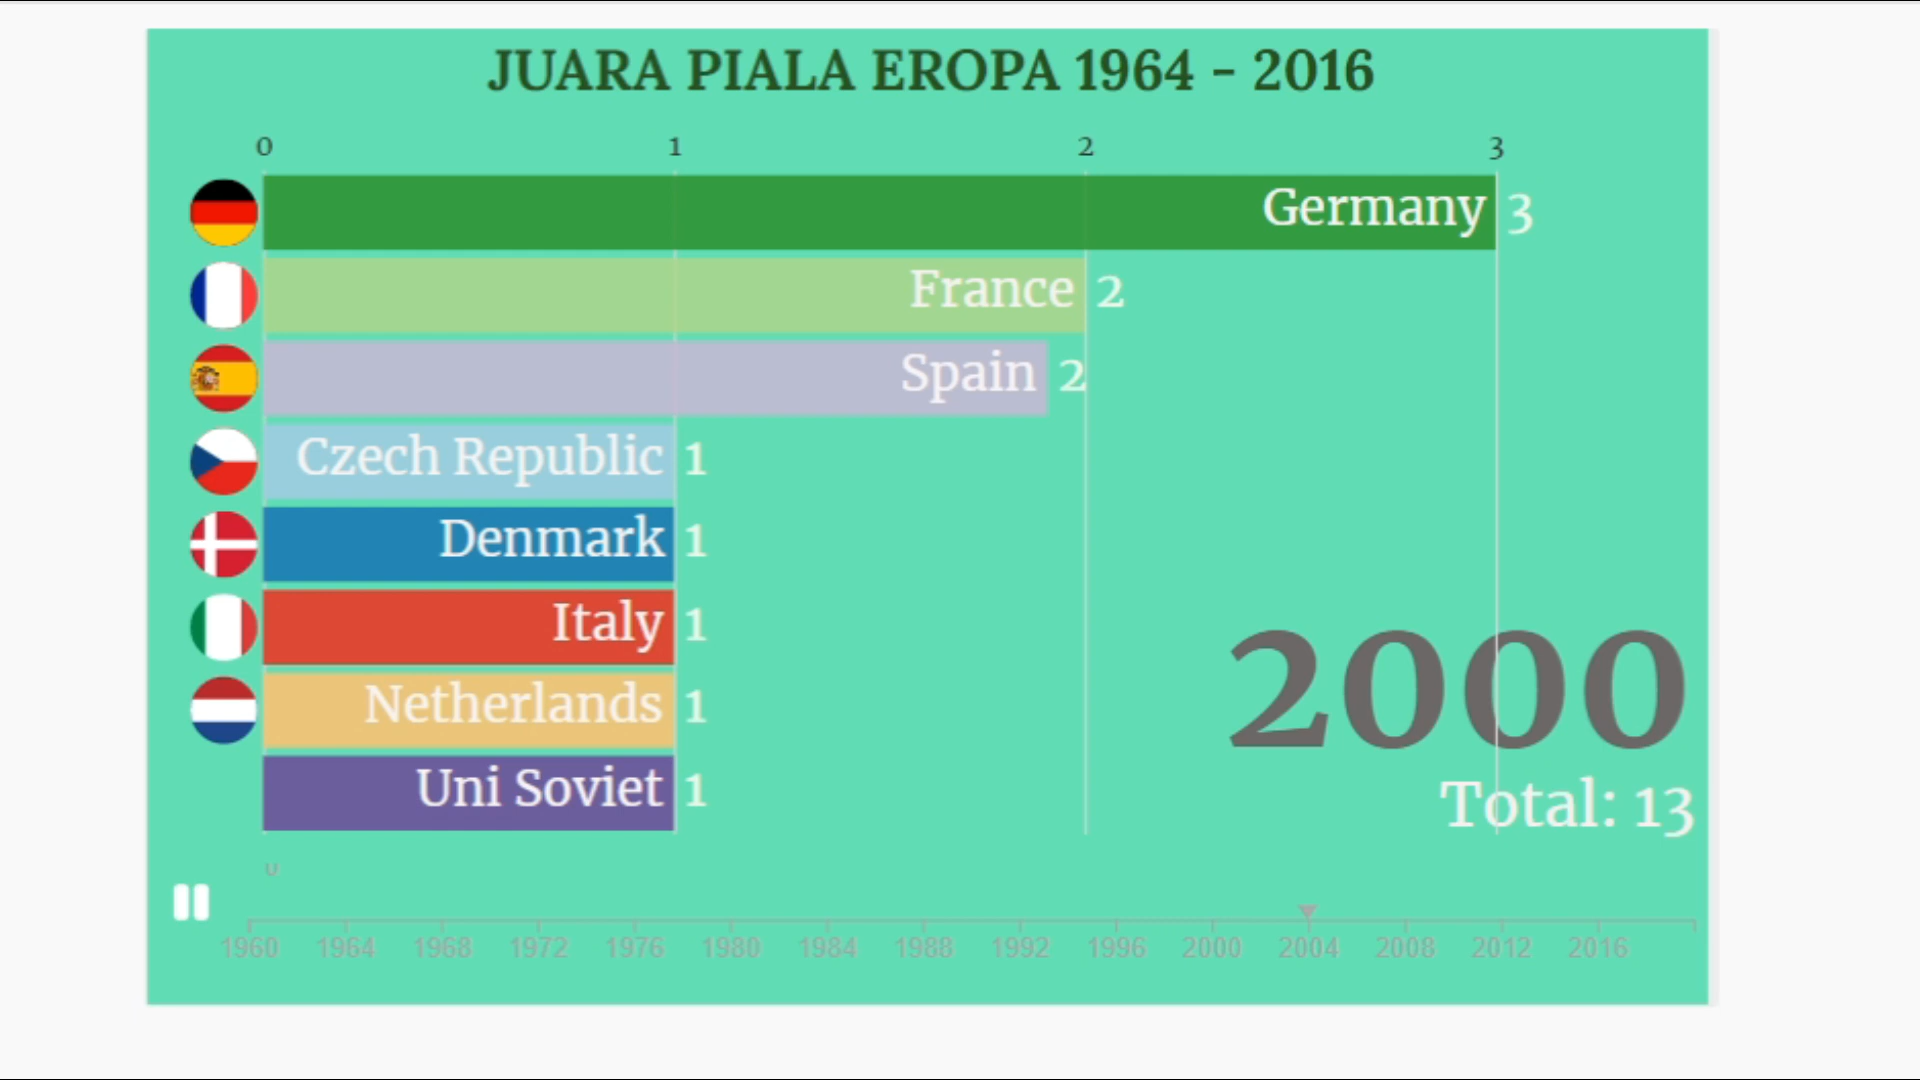 JUARA PIALA EROPA 1964 - 2016
0 1 2 3
Germany 3
France 2
Spain 2
Czech Republic 1
Denmark 1
Italy 1
Netherlands 1
Uni Soviet 1
2000
Total: 13
1960 1964 1968 1972 1976 1980 1984 1988 1992 1996 2000 2004 2008 2012 2016